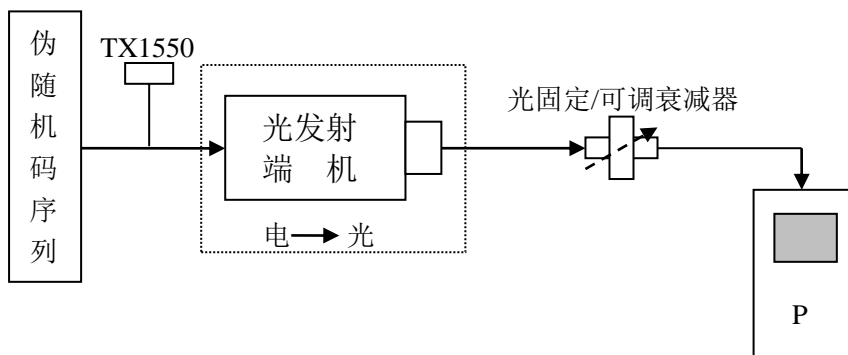 伪随机码序列
TX1550
光发射
端 机
电
光
光固定/可调衰减器
P